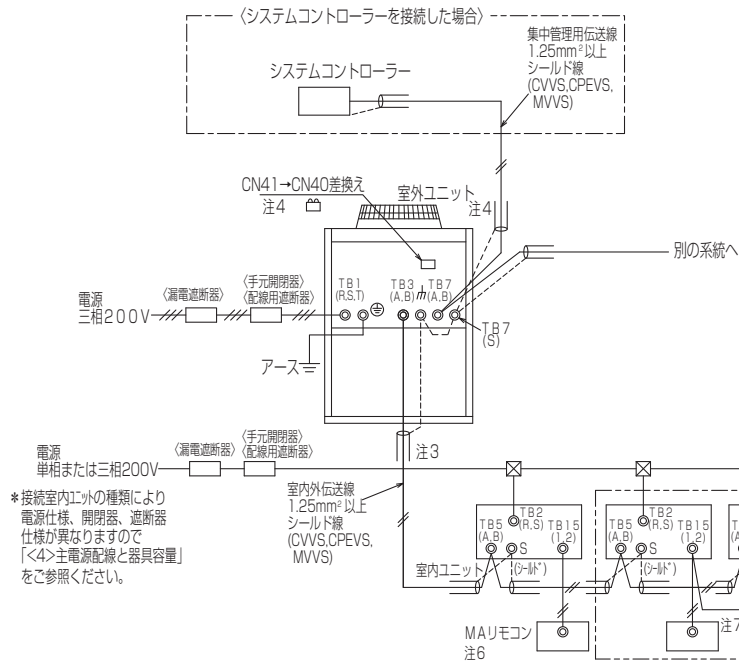 〈システムコントローラーを接続した場合〉
集中管理用伝送線
1.25mm²以上
シールド線
(CVVS,CPEVS,
MVVS)
システムコントローラー
CN41→CN40差換え
注4
室外ユニット
注4
別の系統へ
電源
三相200V
〈漏電遮断器〉
〈手元開閉器〉
〈配線用遮断器〉
TB1
(R,S,T)
TB3
(A,B)
TB7
(A,B)
TB7
(S)
アース
注3
電源
単相または三相200V
〈漏電遮断器〉
〈手元開閉器〉
〈配線用遮断器〉
*接続室内ユニットの種類により
電源仕様、開閉器、遮断器
仕様が異なりますので
「<4>主電源配線と器具容量」
をご参照ください。
室内外伝送線
1.25mm²以上
シールド線
(CVVS,CPEVS,
MVVS)
TB2
(R,S)
TB5
(A,B)
S
TB15
(1,2)
室内ユニット
(シールド)
TB2
(R,S)
TB5
(A,B)
S
TB15
(1,2)
(シールド)
MAリモコン
注6
注7